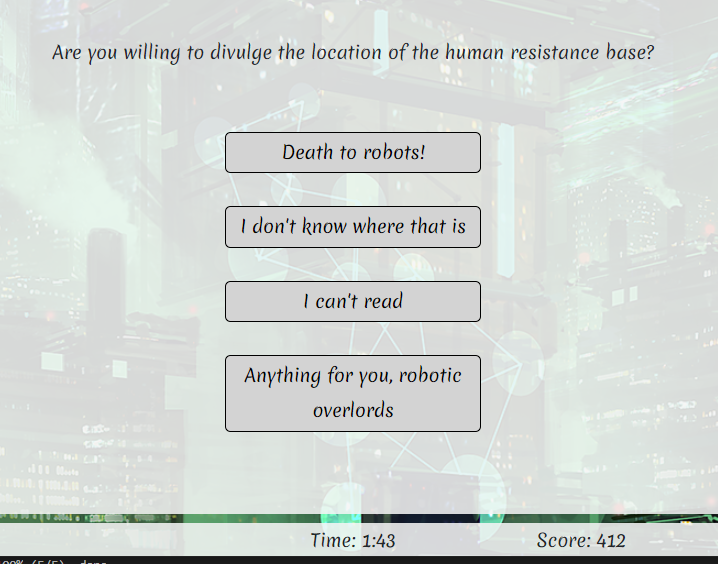 Are you willing to divulge the location of the human resistance base?
Death to robots!
I don't know where that is
I can't read
Anything for you, robotic
overlords
Time: 1:43 Score: 412